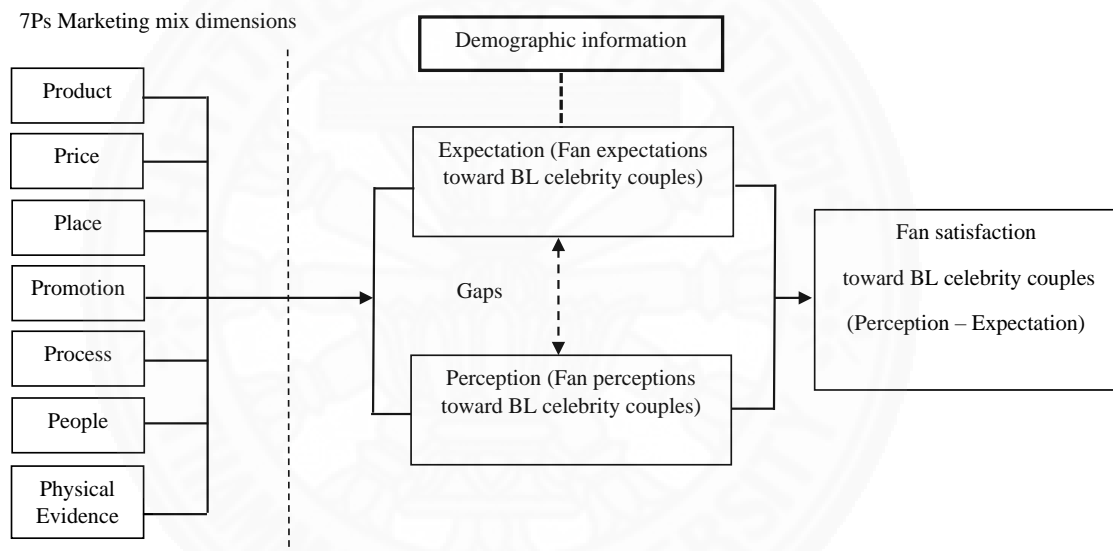 7Ps Marketing mix dimensions
Demographic information
Product
Price
Place
Promotion
Process
People
Physical
Evidence
Expectation (Fan expectations
toward BL celebrity couples)
Gaps
Perception (Fan perceptions
toward BL celebrity couples)
Fan satisfaction
toward BL celebrity couples
(Perception – Expectation)